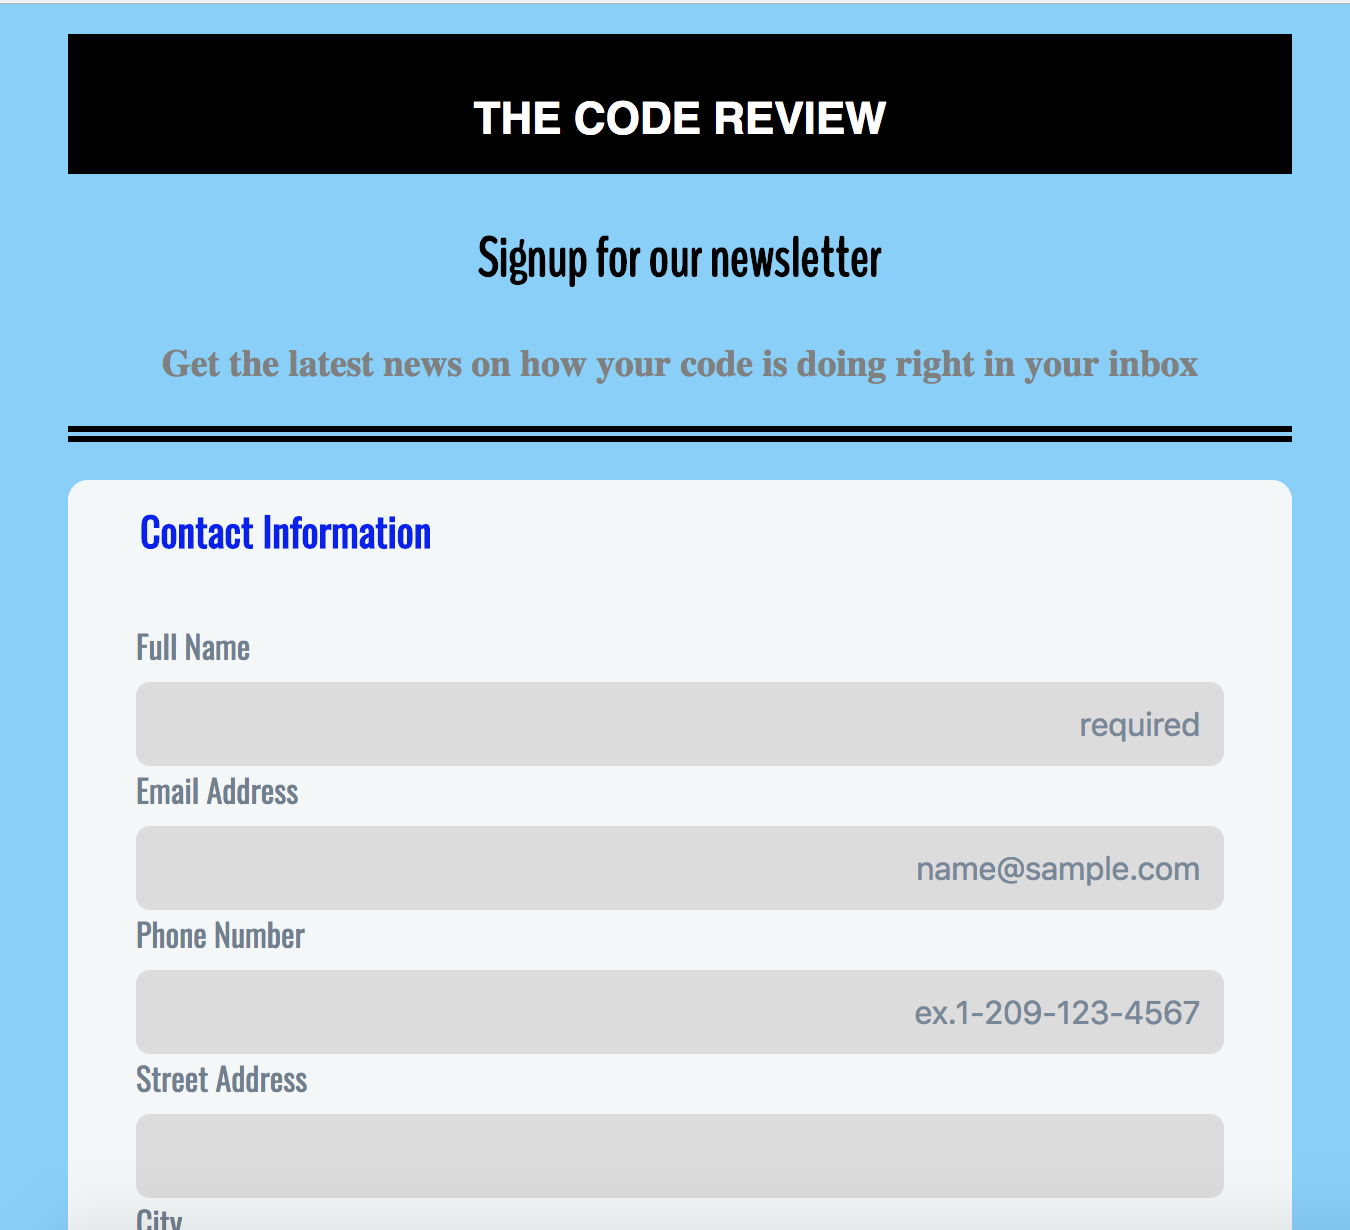 THE CODE REVIEW
Signup for our newsletter
Get the latest news on how your code is doing right in your inbox
Contact Information
Full Name
required
Email Address
name@sample.com
Phone Number
ex.1-209-123-4567
Street Address
City